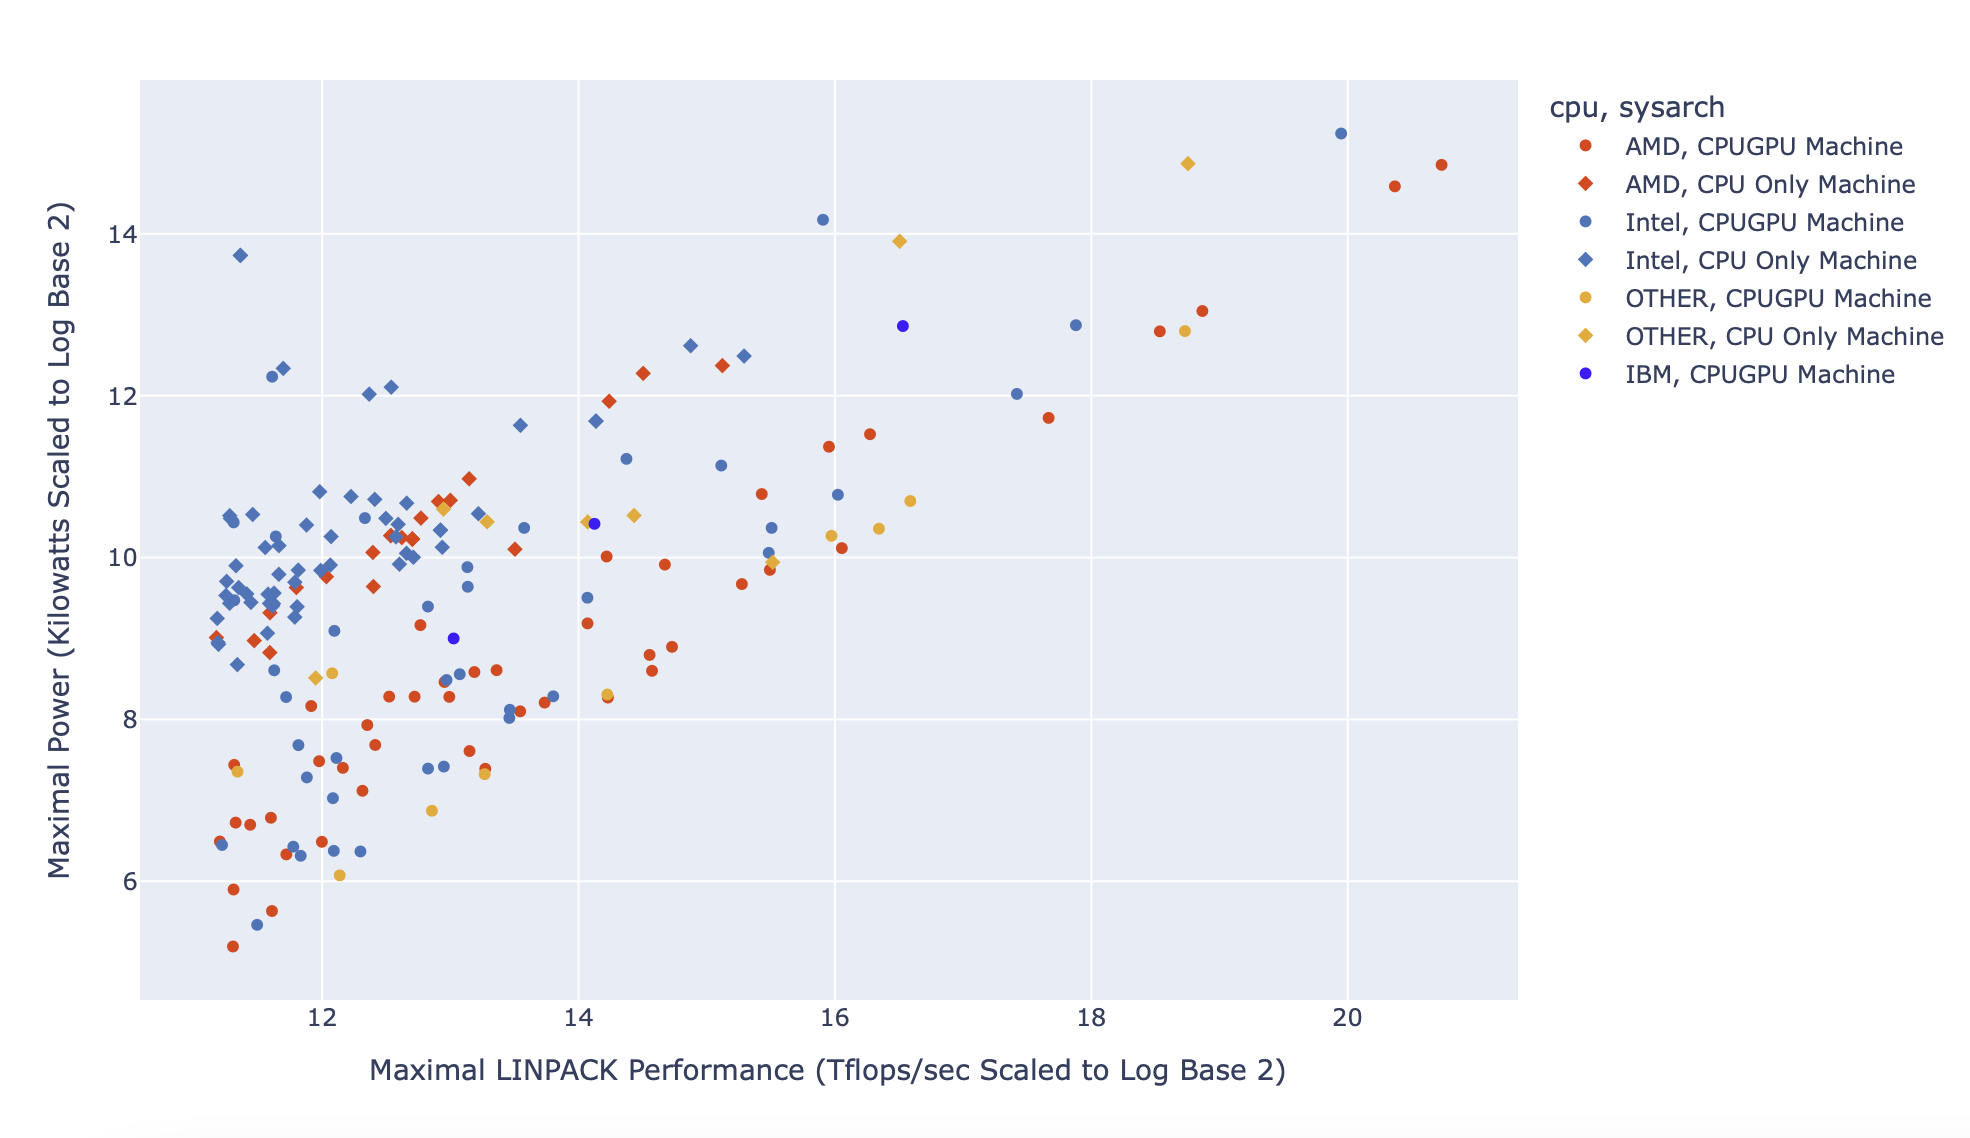 cpu, sysarch
AMD, CPUGPU Machine
AMD, CPU Only Machine
Intel, CPUGPU Machine
Intel, CPU Only Machine
OTHER, CPUGPU Machine
OTHER, CPU Only Machine
IBM, CPUGPU Machine
Maximal Power (Kilowatts Scaled to Log Base 2)
14
12
10
8
6
12 14 16 18 20
Maximal LINPACK Performance (Tflops/sec Scaled to Log Base 2)